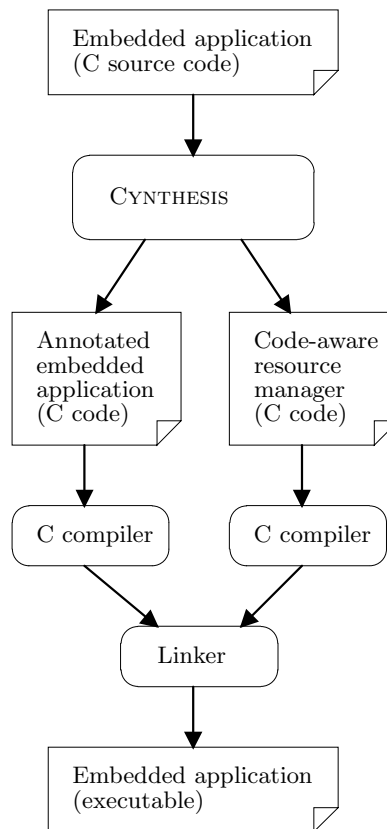 Embedded application
(C source code)
CYNTHESIS
Annotated
embedded
application
(C code)
Code-aware
resource
manager
(C code)
C compiler
C compiler
Linker
Embedded application
(executable)